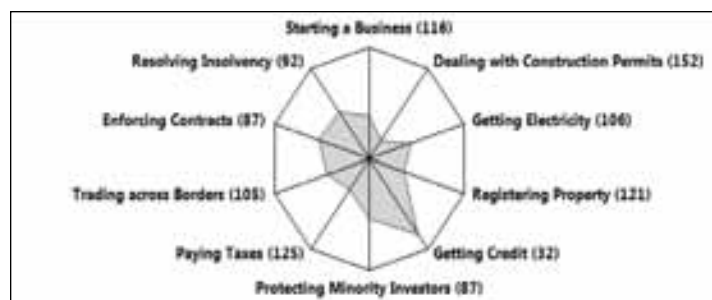 Starting a Business (116)
Resolving Insolvency (92)
Dealing with Construction Permits (152)
Enforcing Contracts (87)
Getting Electricity (106)
Trading across Borders (105)
Registering Property (121)
Paying Taxes (125)
Getting Credit (32)
Protecting Minority Investors (87)